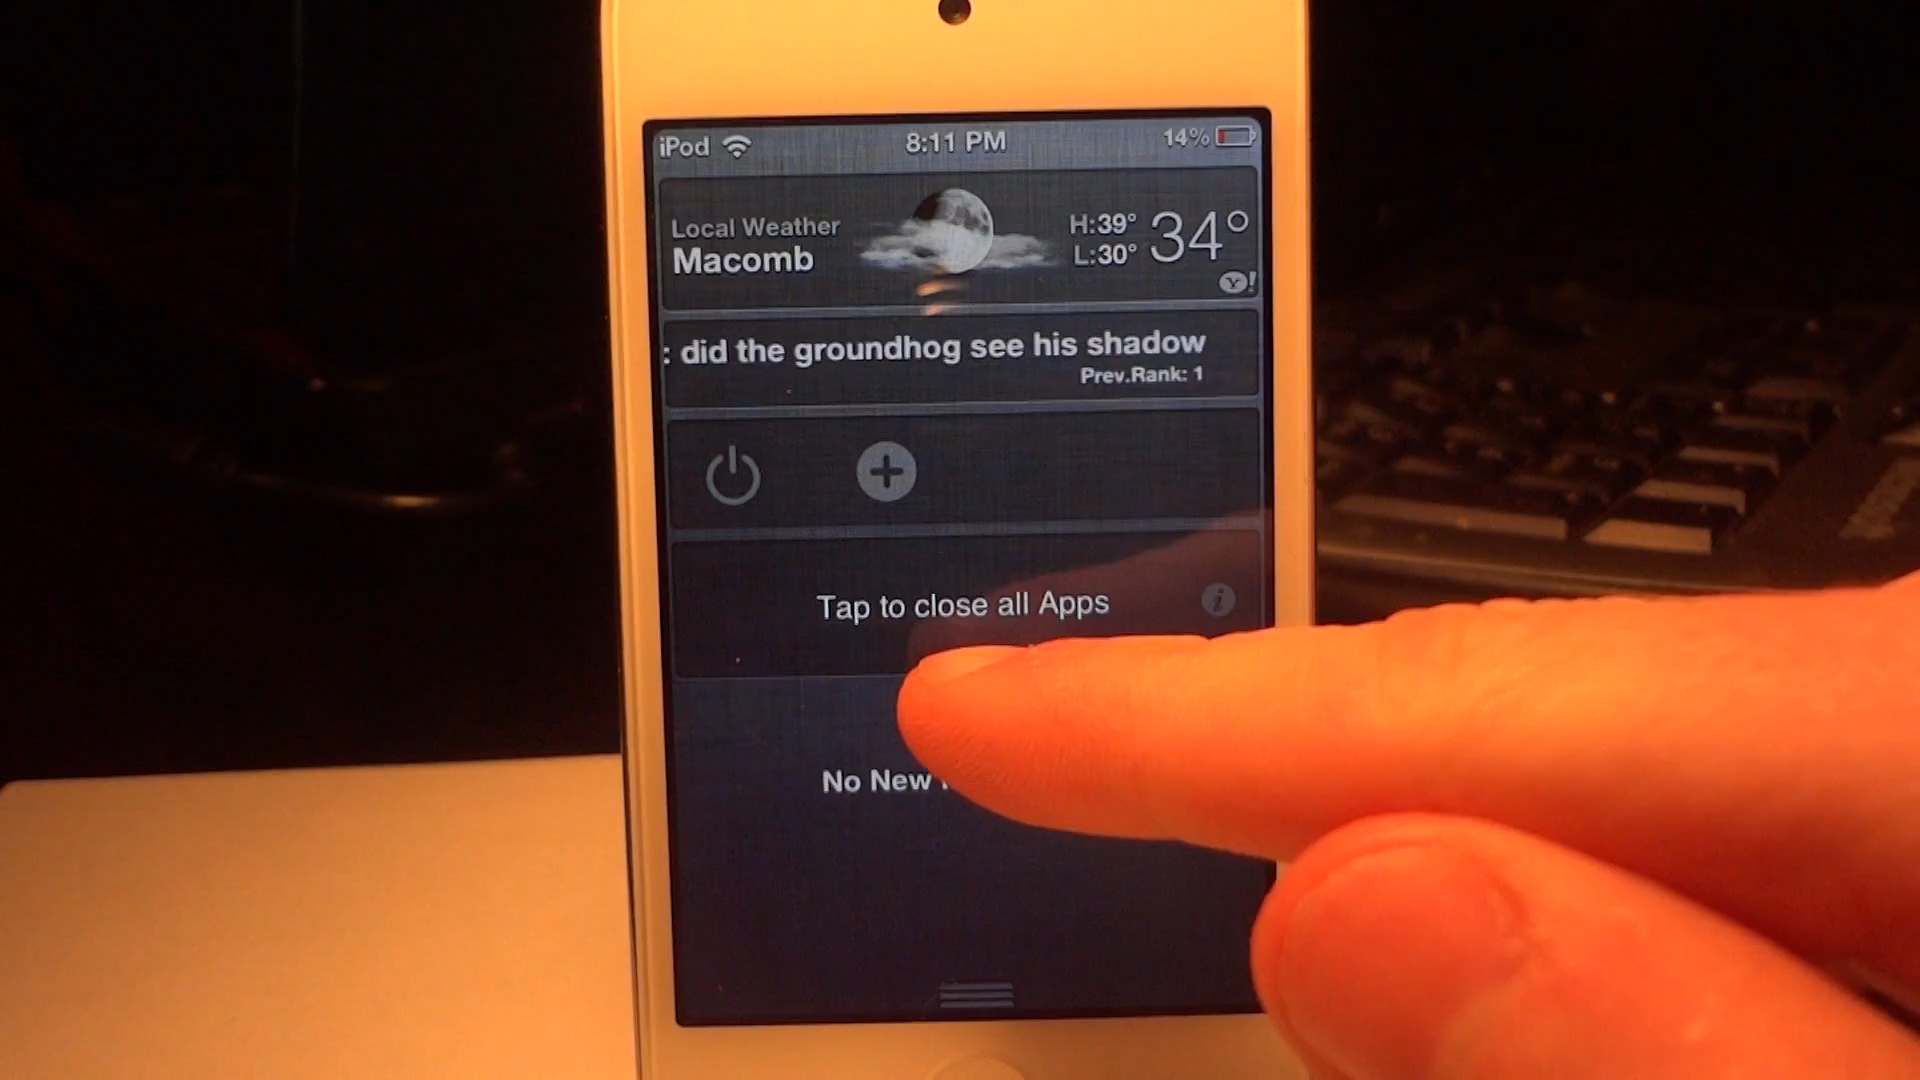 iPod 8:11 PM 14%
Local Weather
Macomb
H:39°
L:30°
34°
Y!
: did the groundhog see his shadow
Prev.Rank: 1
Tap to close all Apps
No New